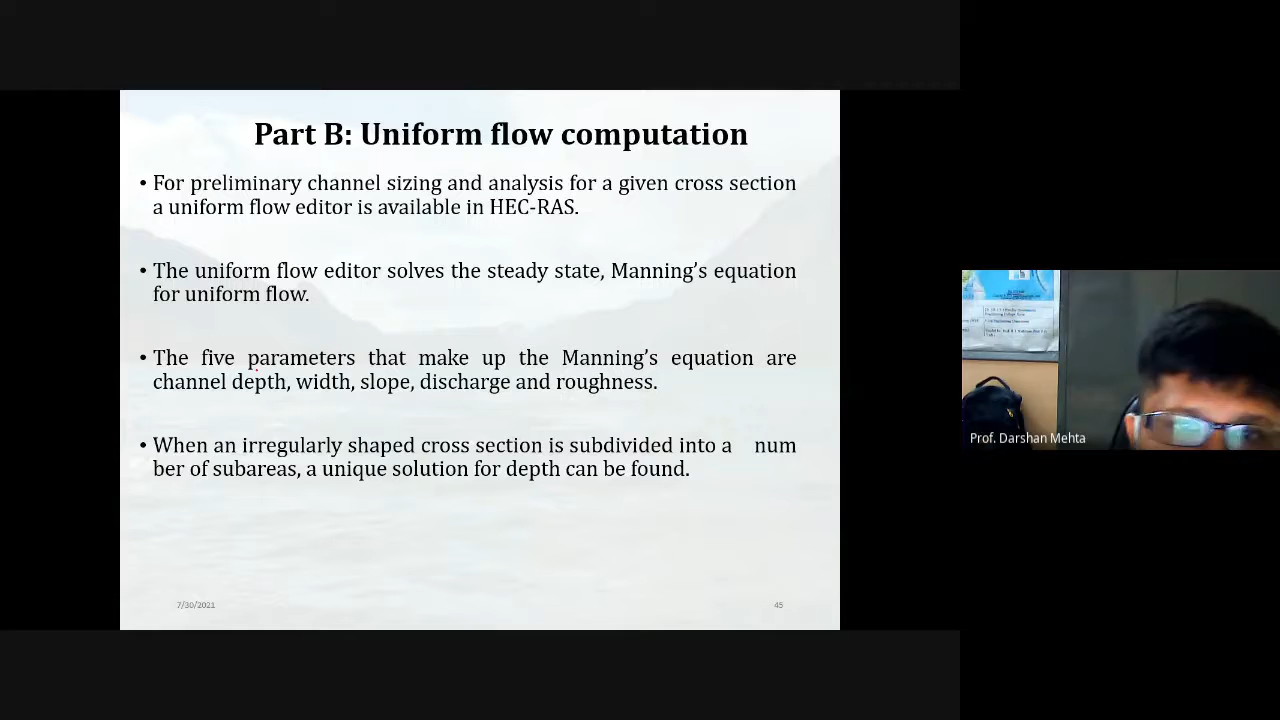 Part B: Uniform flow computation
• For preliminary channel sizing and analysis for a given cross section
a uniform flow editor is available in HEC-RAS.
• The uniform flow editor solves the steady state, Manning’s equation
for uniform flow.
• The five parameters that make up the Manning’s equation are
channel depth, width, slope, discharge and roughness.
• When an irregularly shaped cross section is subdivided into a num
ber of subareas, a unique solution for depth can be found.
7/30/2021
45
Prof. Darshan Mehta